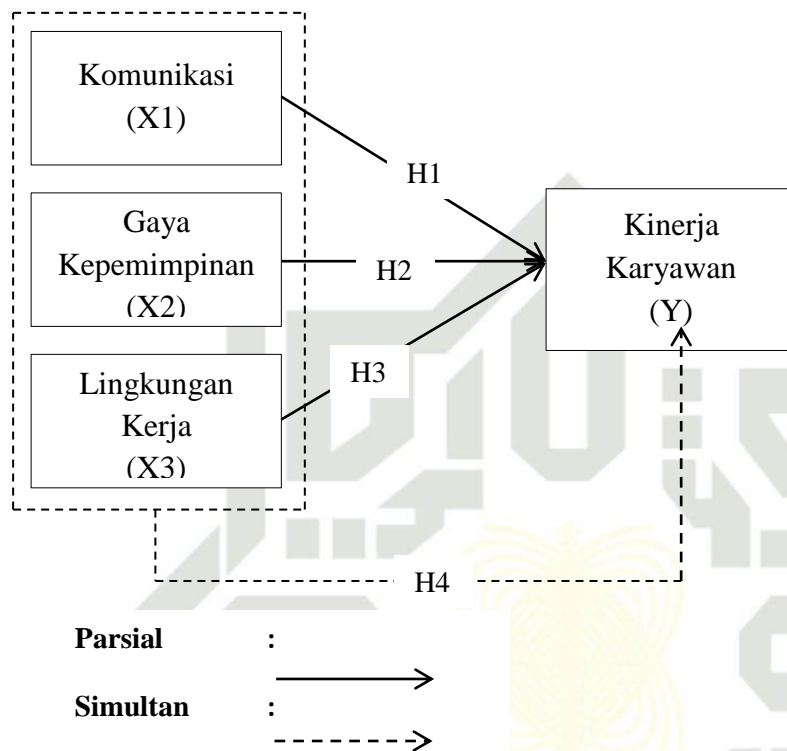 Komunikasi
(X1)
H1
Gaya
Kepemimpinan
(X2)
H2
Kinerja
Karyawan
(Y)
Lingkungan
Kerja
(X3)
H3
H4
Parsial :
Simultan :